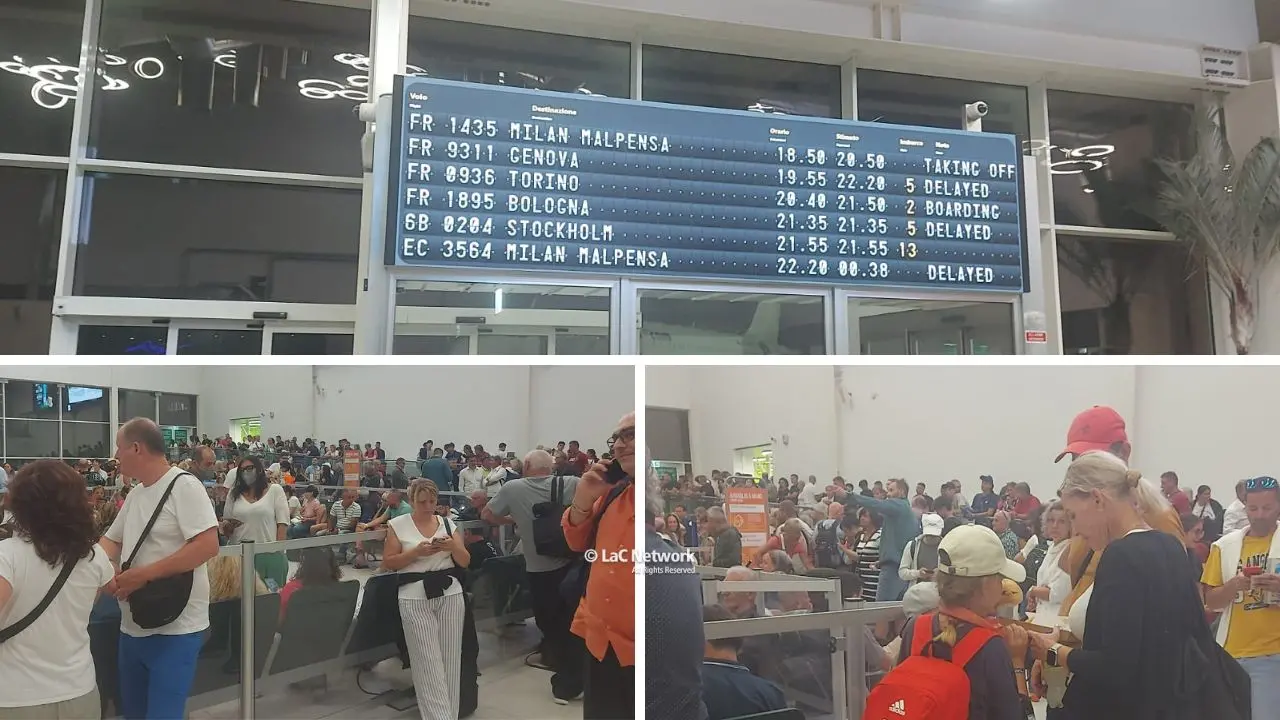 Volo Destinazione Orario Stimato Imbarco Note
FR 1435 MILAN MALPENSA 18.50 20.50 TAKING OFF
FR 9311 GENOVA 19.55 22.20 5 DELAYED
FR 0936 TORINO 20.40 21.50 2 BOARDING
FR 1895 BOLOGNA 21.35 21.35 5 DELAYED
6B 0204 STOCKHOLM 21.55 21.55 13
EC 3564 MILAN MALPENSA 22.20 00.38 DELAYED
© LaC Network
All Rights Reserved
adidas